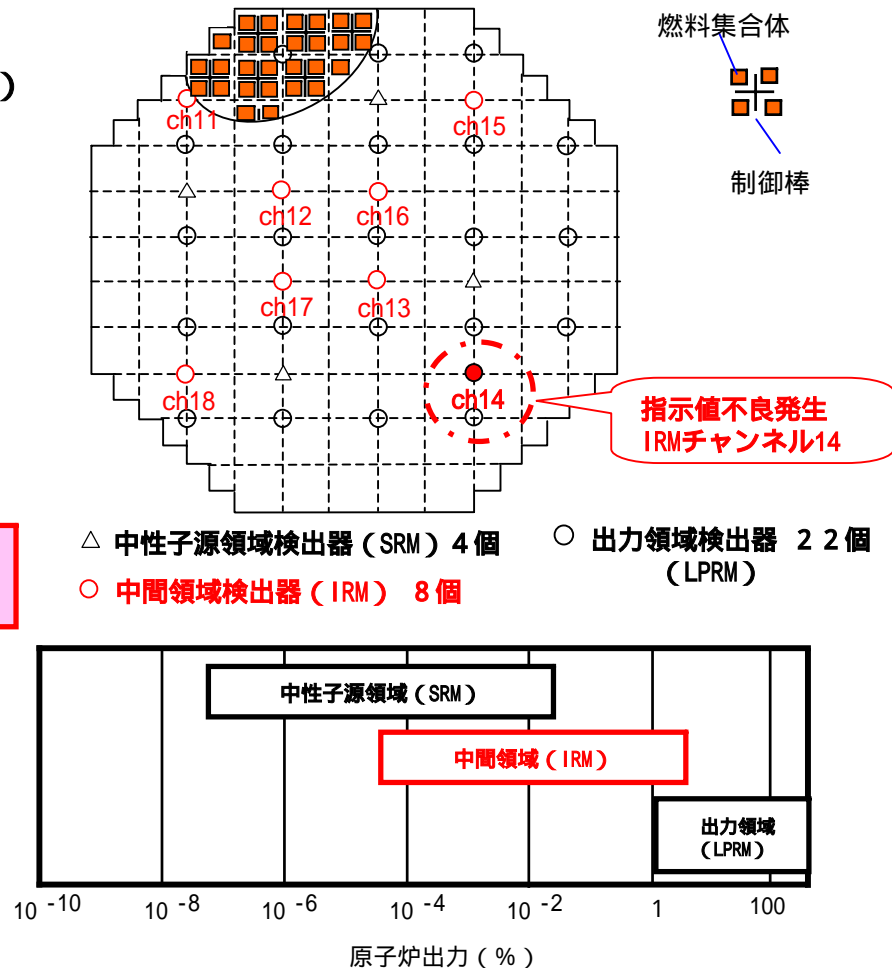 )
燃料集合体
制御棒
ch11
ch15
ch12
ch16
ch17
ch13
ch18
ch14
指示値不良発生
IRMチャンネル14
△ 中性子源領域検出器（SRM）４個
○ 出力領域検出器 ２２個
（LPRM）
○ 中間領域検出器（IRM） ８個
中性子源領域（SRM）
中間領域（IRM）
出力領域
（LPRM）
10 -10 10 -8 10 -6 10 -4 10 -2 1 100
原子炉出力（％）